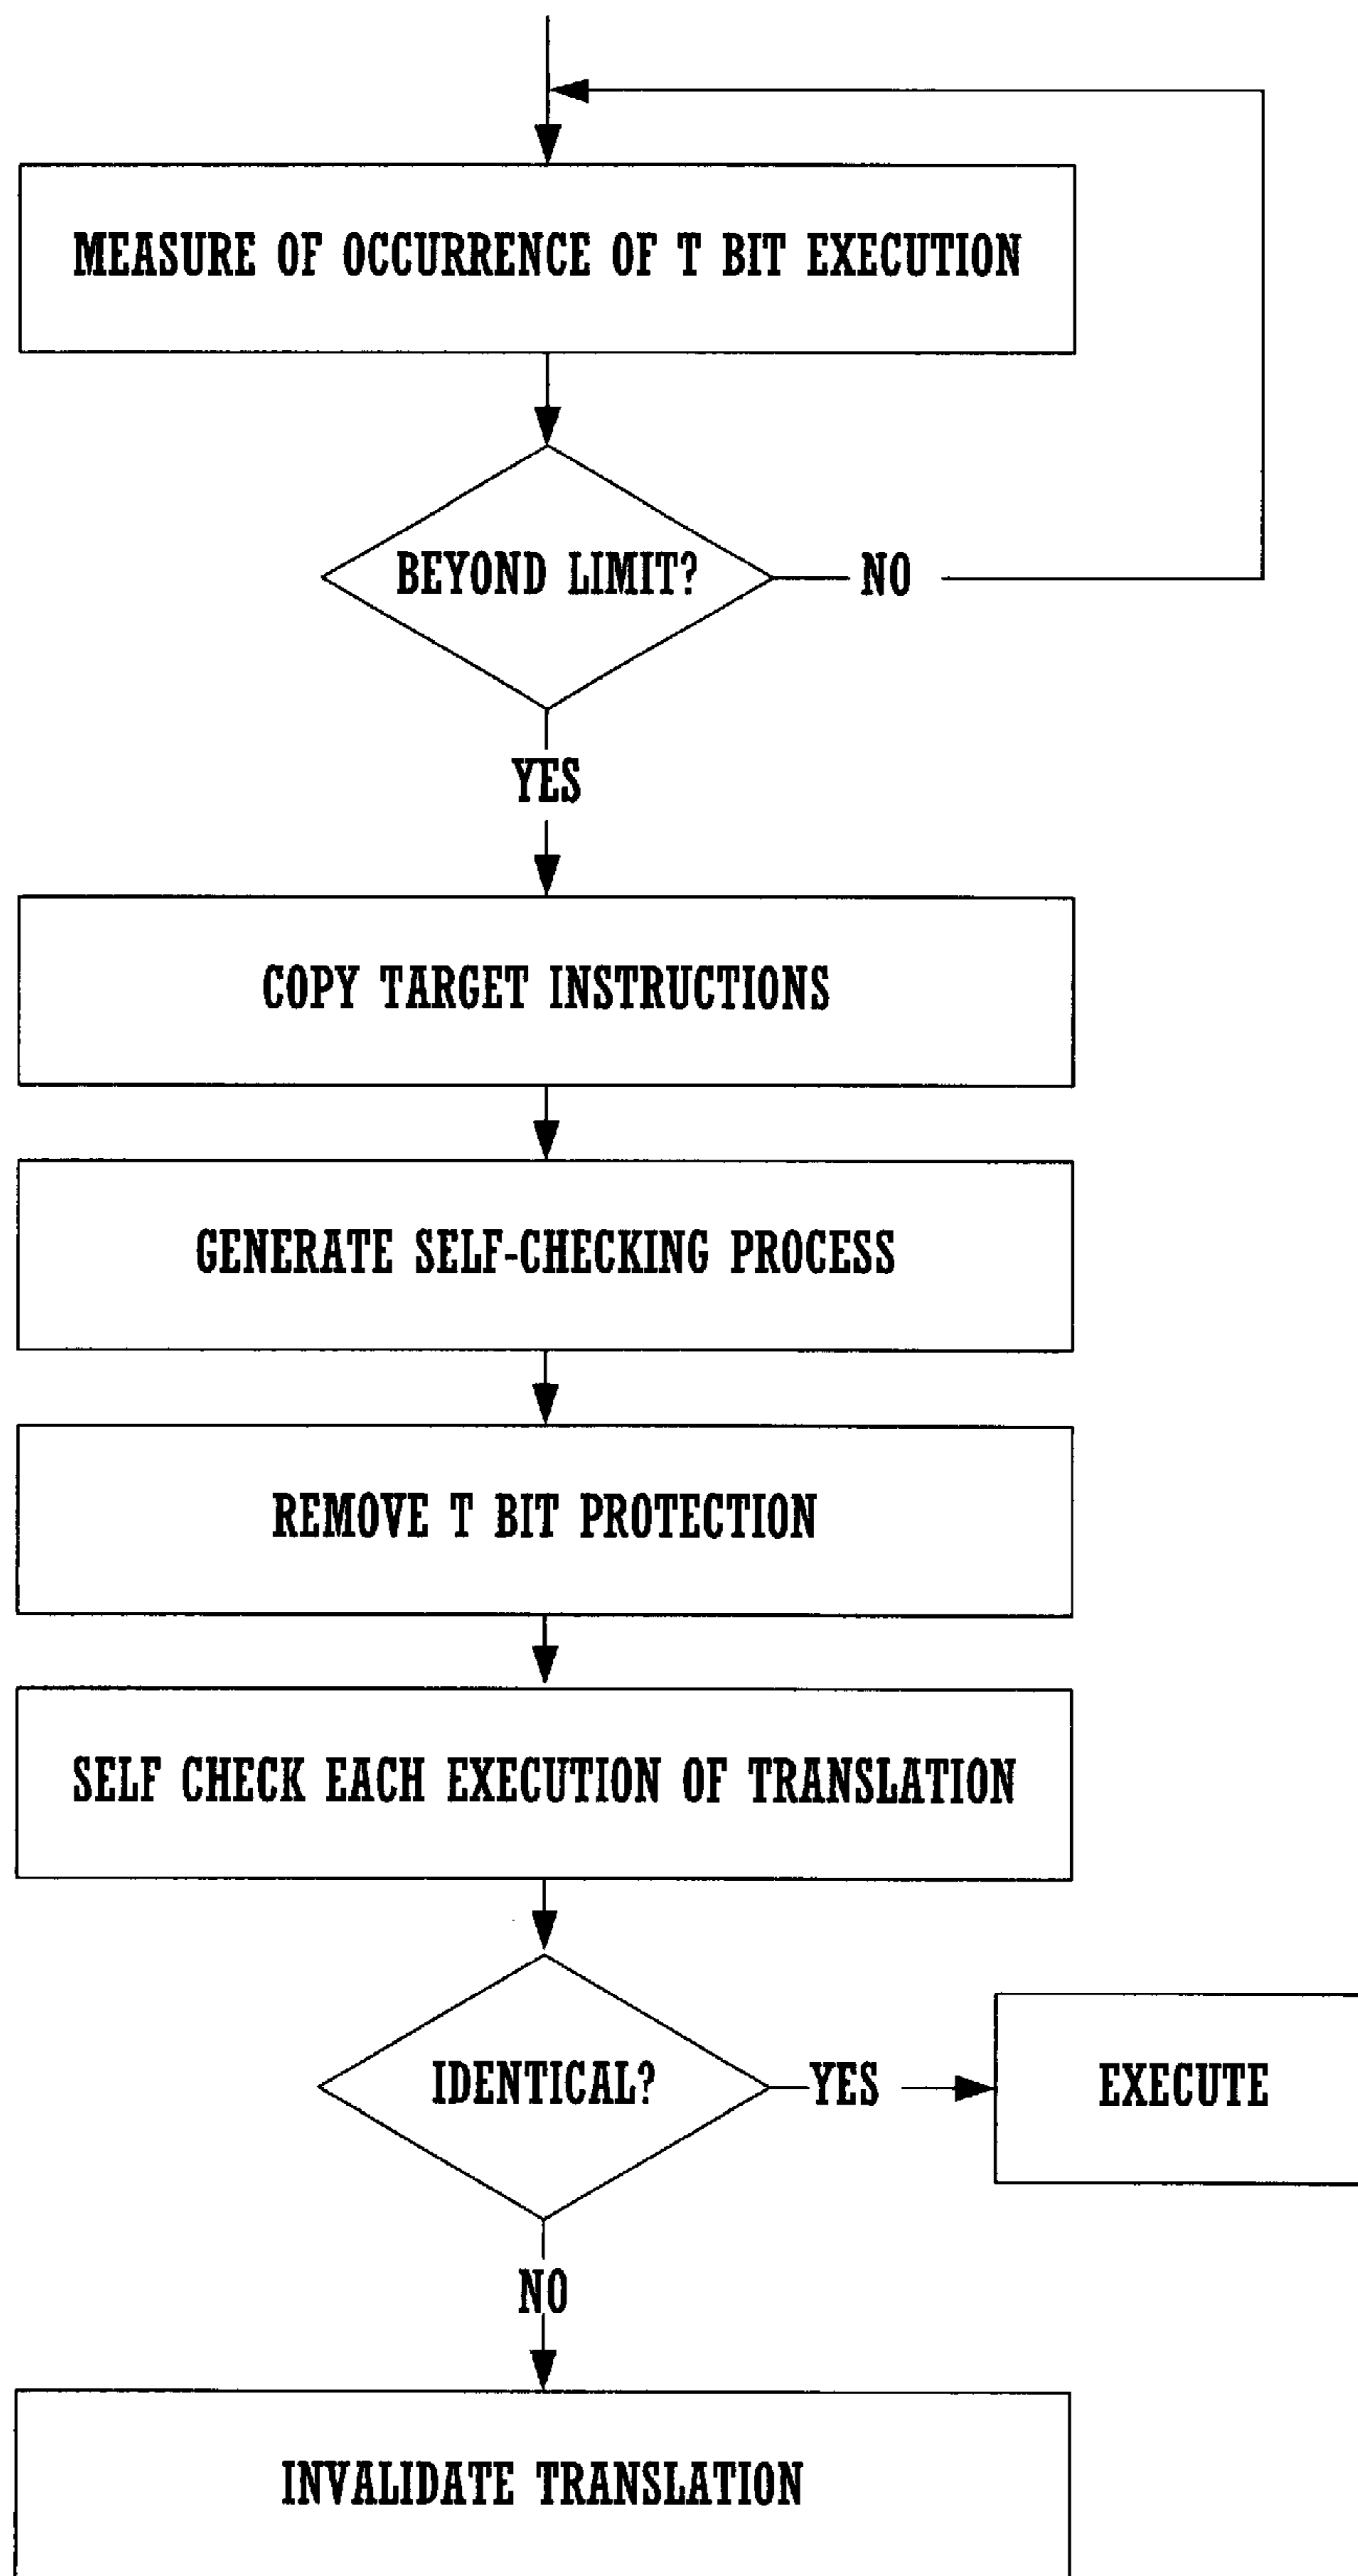 MEASURE OF OCCURRENCE OF T BIT EXECUTION
BEYOND LIMIT?
NO
YES
COPY TARGET INSTRUCTIONS
GENERATE SELF-CHECKING PROCESS
REMOVE T BIT PROTECTION
SELF CHECK EACH EXECUTION OF TRANSLATION
IDENTICAL?
YES
EXECUTE
NO
INVALIDATE TRANSLATION